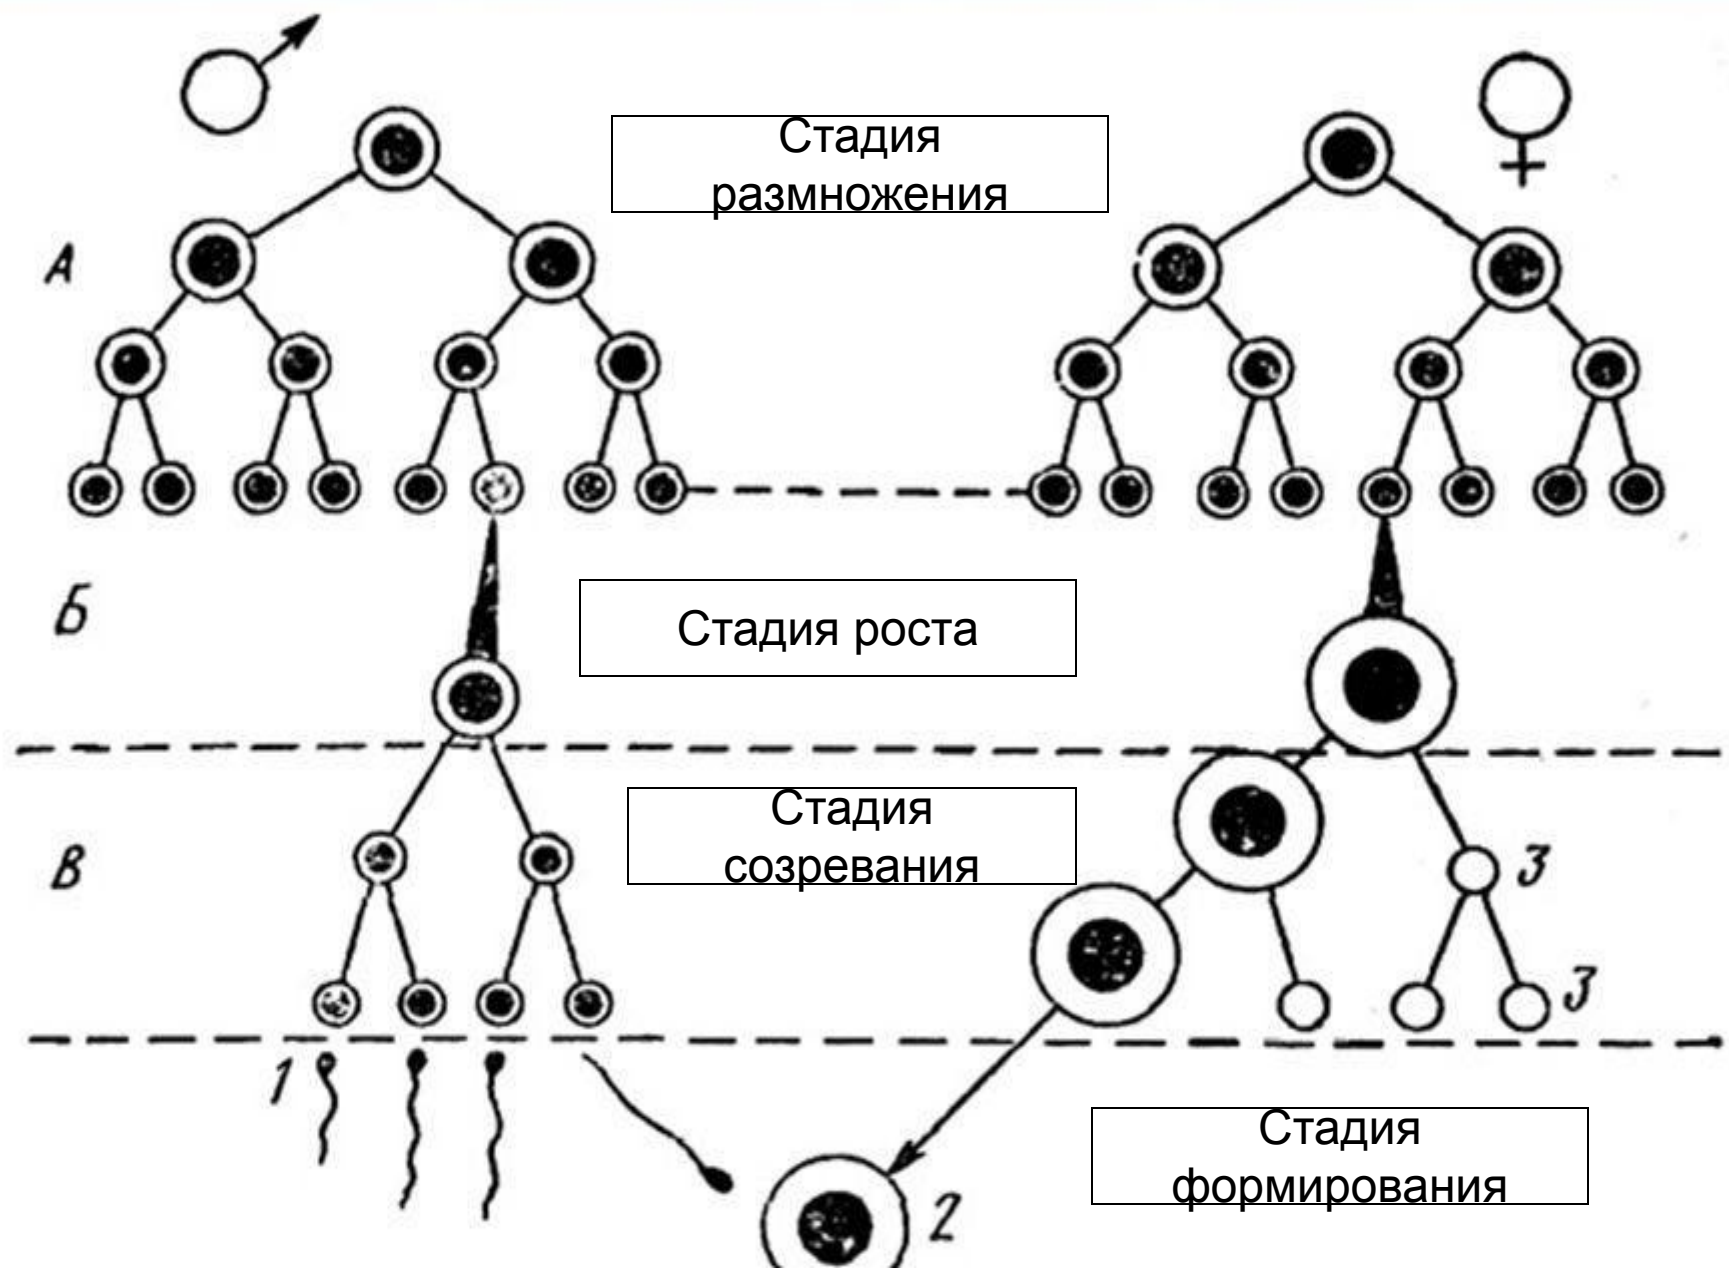 Стадия
размножения
А
Б
Стадия роста
Стадия
созревания
В
3
3
1
Стадия
формирования
2